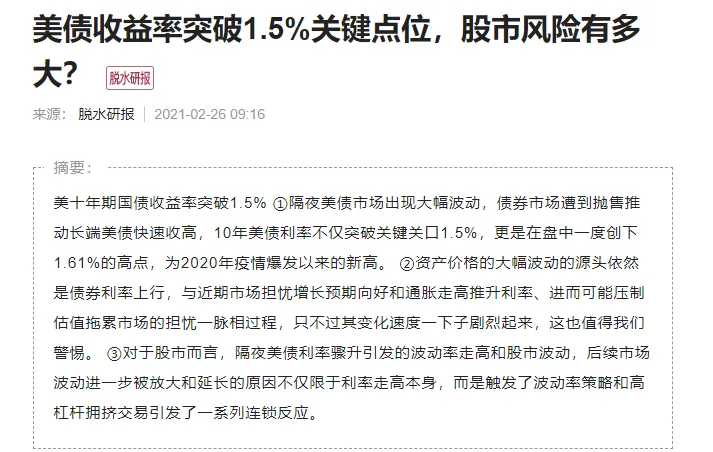 美债收益率突破1.5%关键点位，股市风险有多
大？ 脱水研报
来源： 脱水研报 2021-02-26 09:16
摘要：
美十年期国债收益率突破1.5% ①隔夜美债市场出现大幅波动，债券市场遭到抛售推
动长端美债快速收高，10年美债利率不仅突破关键关口1.5%，更是在盘中一度创下
1.61%的高点，为2020年疫情爆发以来的新高。 ②资产价格的大幅波动的源头依然
是债券利率上行，与近期市场担忧增长预期向好和通胀走高推升利率、进而可能压制
估值拖累市场的担忧一脉相过程，只不过其变化速度一下子剧烈起来，这也值得我们
警惕。 ③对于股市而言，隔夜美债利率骤升引发的波动率走高和股市波动，后续市场
波动进一步被放大和延长的原因不仅限于利率走高本身，而是触发了波动率策略和高
杠杆拥挤交易引发了一系列连锁反应。